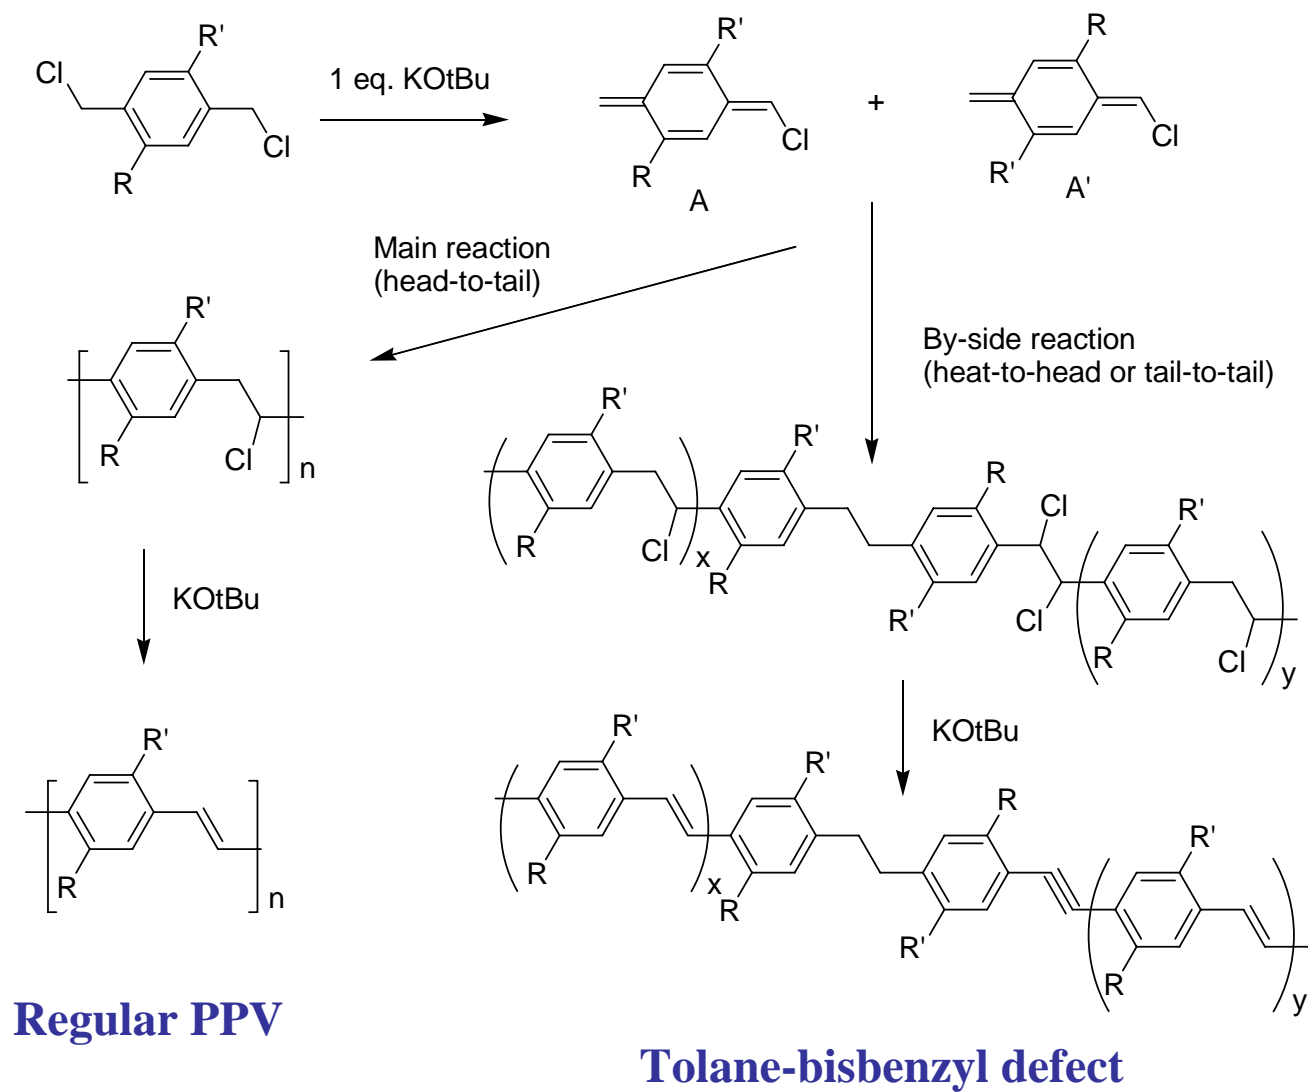 R'
Cl
Cl
R
1 eq. KOtBu
R'
R
Cl
A
+
R
R'
Cl
A'
Main reaction
(head-to-tail)
By-side reaction
(heat-to-head or tail-to-tail)
R'
R
Cl
n
R'
R
Cl
x
R'
R
R
R'
Cl
Cl
R'
R
Cl
y
KOtBu
KOtBu
R'
R
n
R'
R
x
R'
R
R
R'
R'
R
y
Regular PPV
Tolane-bisbenzyl defect